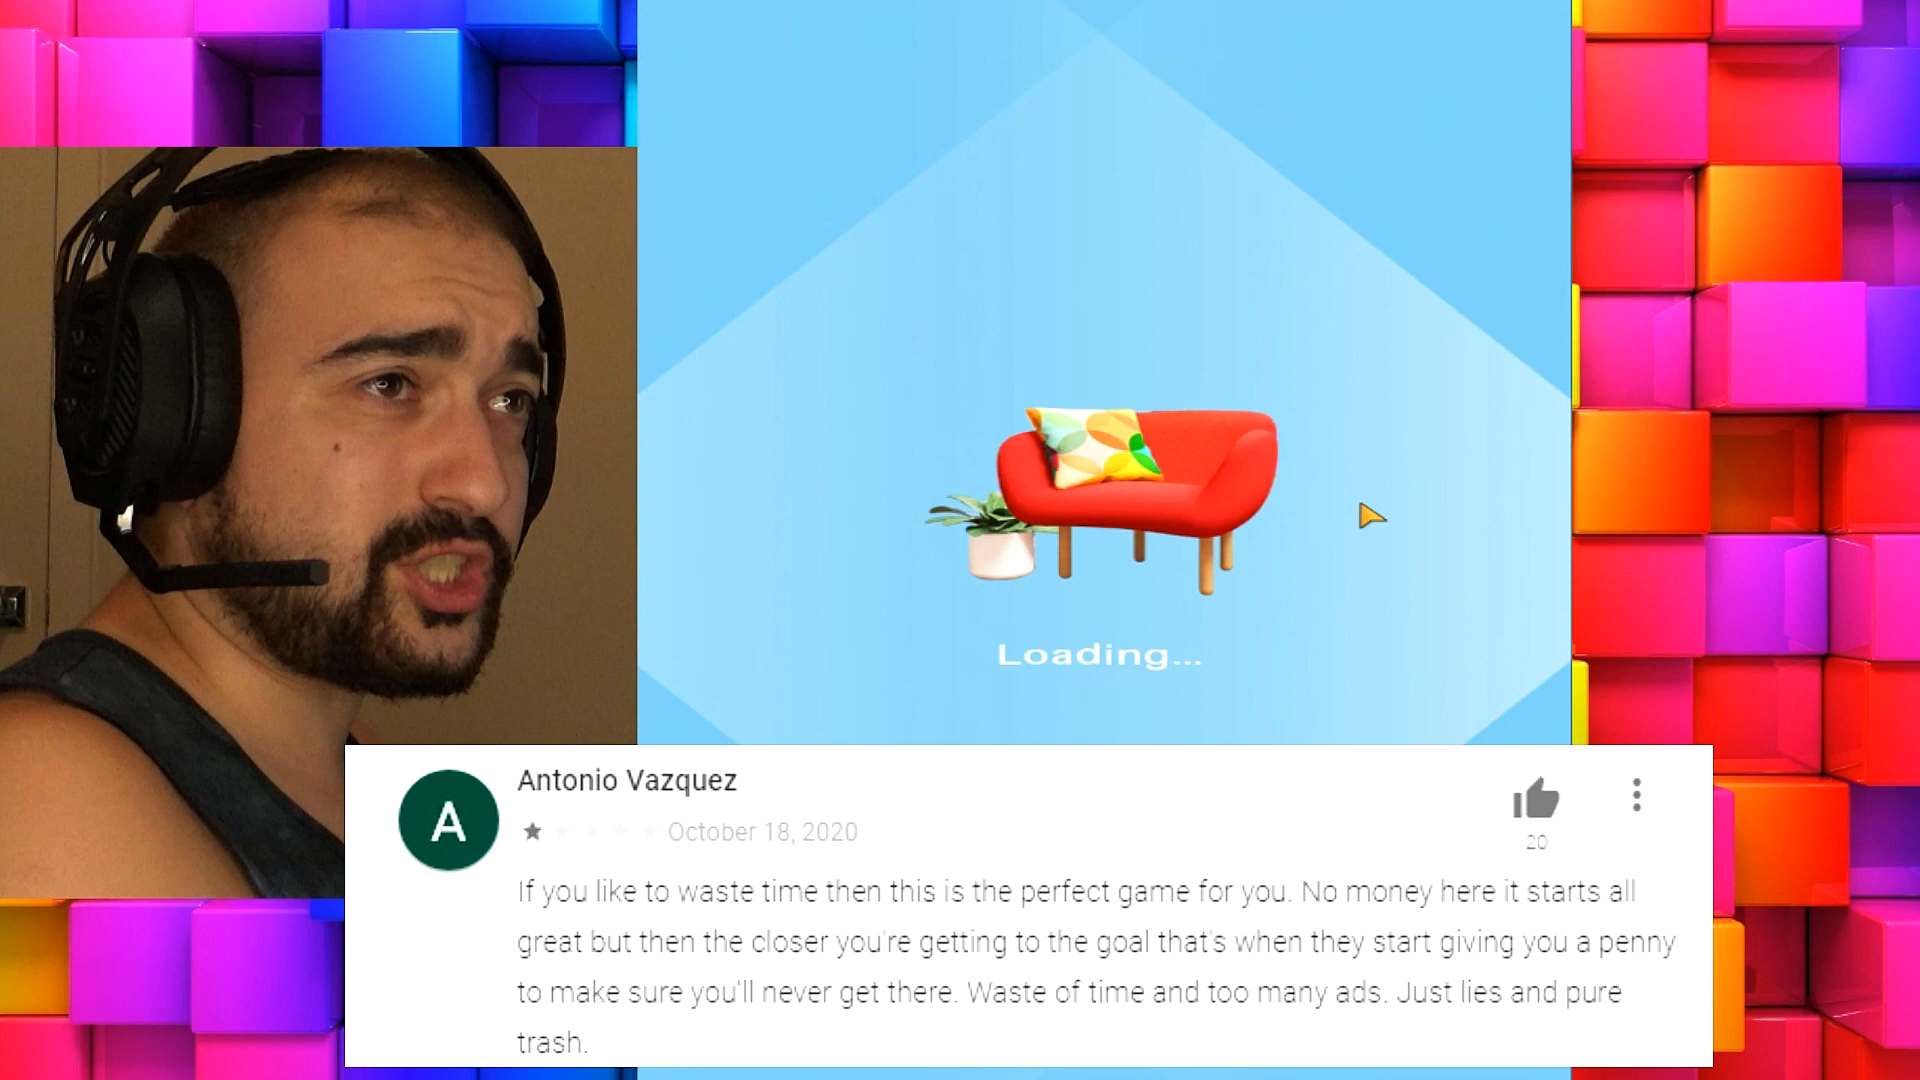 Loading...
A
Antonio Vazquez
October 18, 2020
20
If you like to waste time then this is the perfect game for you. No money here it starts all
great but then the closer you're getting to the goal that's when they start giving you a penny
to make sure you'll never get there. Waste of time and too many ads. Just lies and pure
trash.